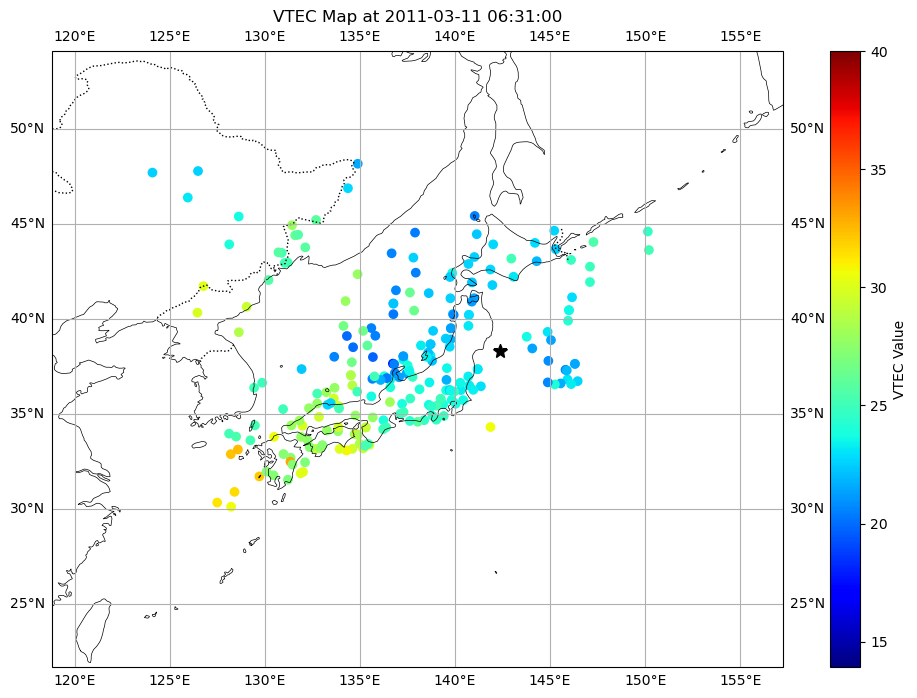 VTEC Map at 2011-03-11 06:31:00
120°E 125°E 130°E 135°E 140°E 145°E 150°E 155°E
40
50°N 50°N
35
45°N 45°N
30
40°N 40°N
VTEC Value
25
35°N 35°N
20
30°N 30°N
25°N 25°N
15
120°E 125°E 130°E 135°E 140°E 145°E 150°E 155°E